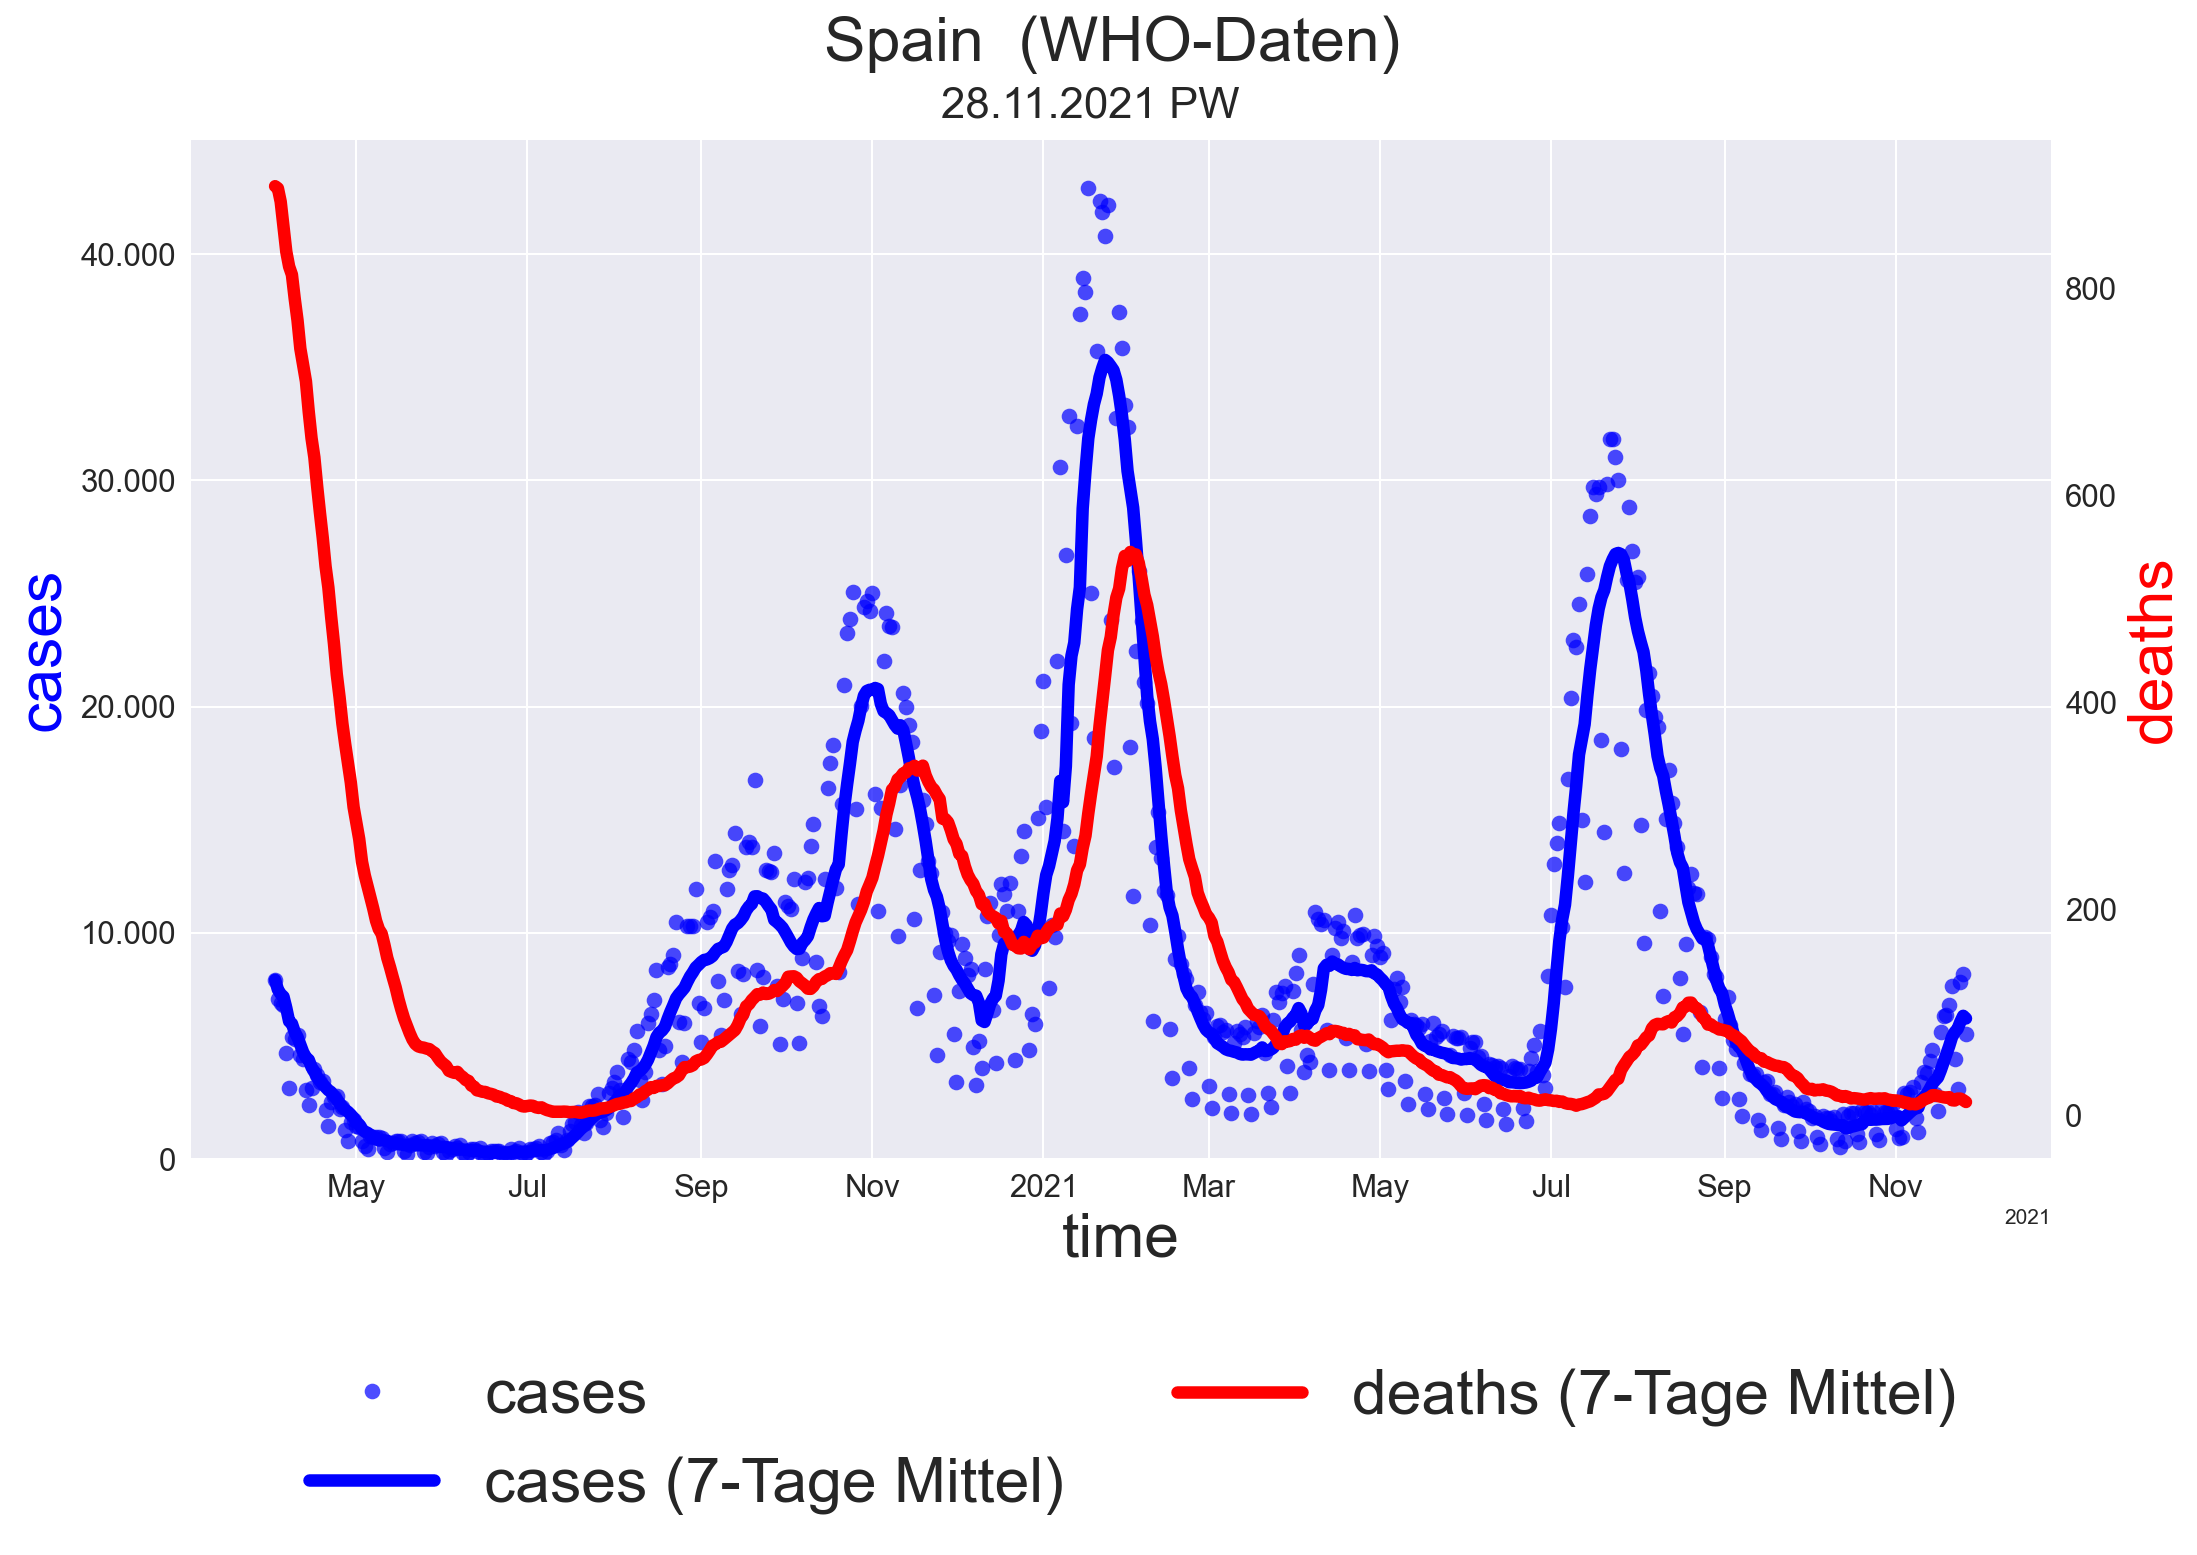 Spain (WHO-Daten)
28.11.2021 PW
cases
40.000
30.000
20.000
10.000
0
deaths
800
600
400
200
0
May Jul Sep Nov 2021 Mar May Jul Sep Nov
2021
time
cases
cases (7-Tage Mittel)
deaths (7-Tage Mittel)